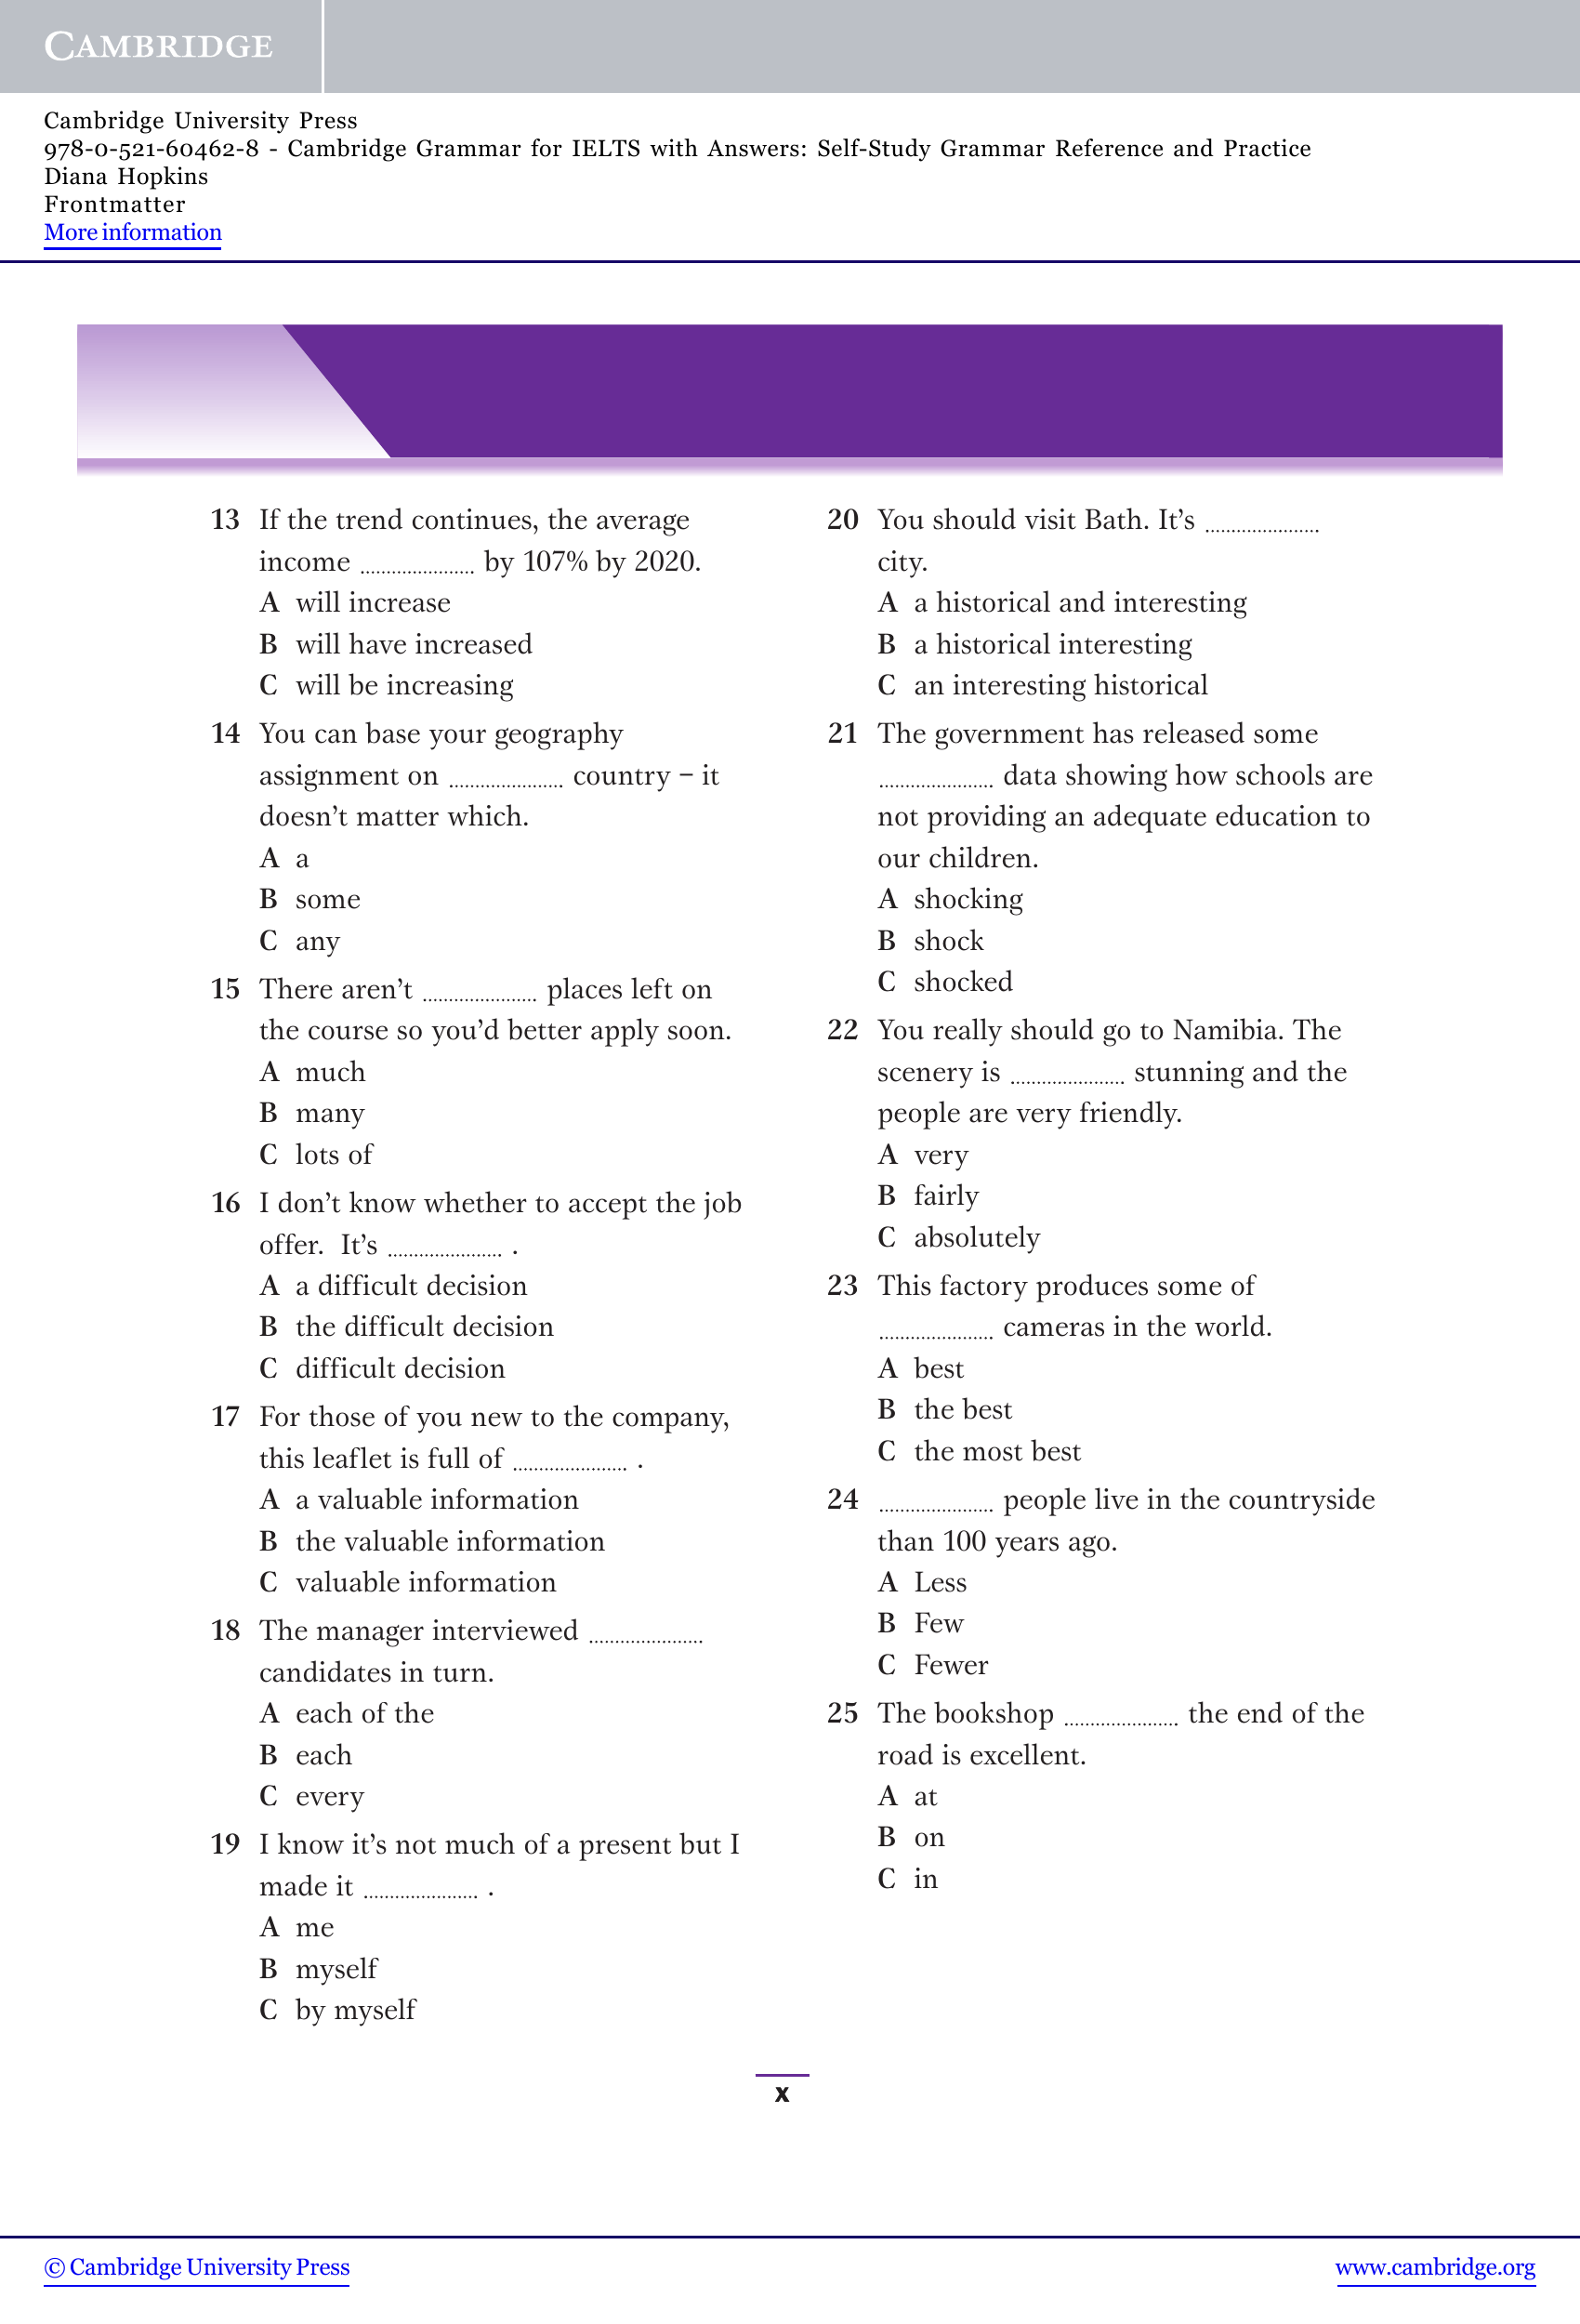 CAMBRIDGE
Cambridge University Press
978-0-521-60462-8 - Cambridge Grammar for IELTS with Answers: Self-Study Grammar Reference and Practice
Diana Hopkins
Frontmatter
More information
13 If the trend continues, the average
income ...................... by 107% by 2020.
A will increase
B will have increased
C will be increasing
14 You can base your geography
assignment on ...................... country – it
doesn't matter which.
A a
B some
C any
15 There aren't ...................... places left on
the course so you'd better apply soon.
A much
B many
C lots of
16 I don't know whether to accept the job
offer. It's ...................... .
A a difficult decision
B the difficult decision
C difficult decision
17 For those of you new to the company,
this leaflet is full of ...................... .
A a valuable information
B the valuable information
C valuable information
18 The manager interviewed ......................
candidates in turn.
A each of the
B each
C every
19 I know it's not much of a present but I
made it ...................... .
A me
B myself
C by myself
20 You should visit Bath. It's ......................
city.
A a historical and interesting
B a historical interesting
C an interesting historical
21 The government has released some
...................... data showing how schools are
not providing an adequate education to
our children.
A shocking
B shock
C shocked
22 You really should go to Namibia. The
scenery is ...................... stunning and the
people are very friendly.
A very
B fairly
C absolutely
23 This factory produces some of
...................... cameras in the world.
A best
B the best
C the most best
24 ...................... people live in the countryside
than 100 years ago.
A Less
B Few
C Fewer
25 The bookshop ...................... the end of the
road is excellent.
A at
B on
C in
x
© Cambridge University Press
www.cambridge.org